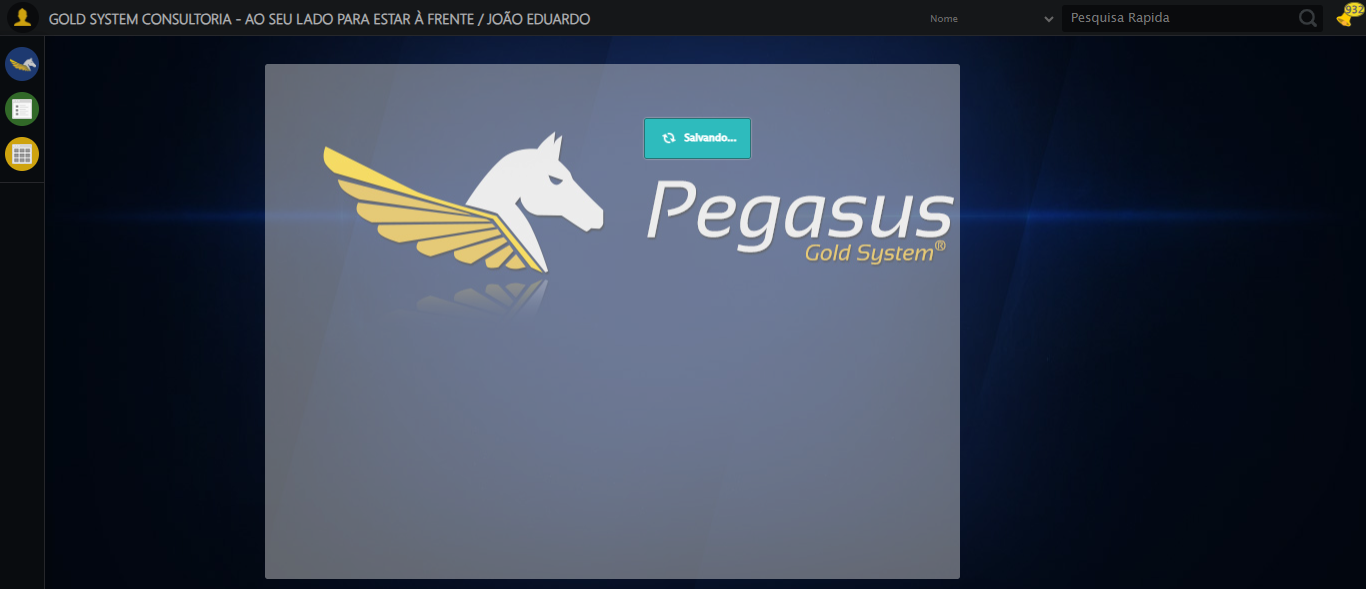 GOLD SYSTEM CONSULTORIA - AO SEU LADO PARA ESTAR À FRENTE / JOÃO EDUARDO
Nome
Pesquisa Rapida
932
Salvando...
Pegasus
Gold System®